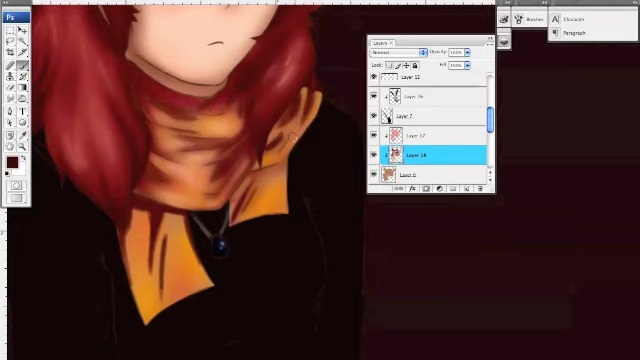 Ps
Brushes
Character
Paragraph
Layers
Normal
Opacity: 100%
Lock:
Fill: 100%
Layer 12
Layer 16
Layer 7
Layer 17
Layer 18
Layer 6